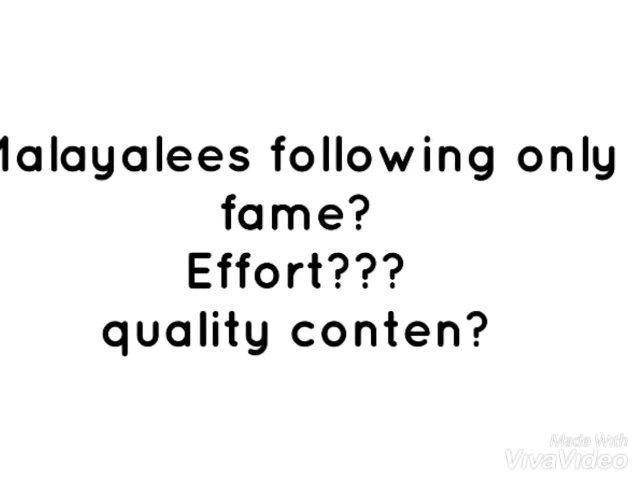 Malayalees following only
fame?
Effort???
quality conten?
Made With
VivaVideo